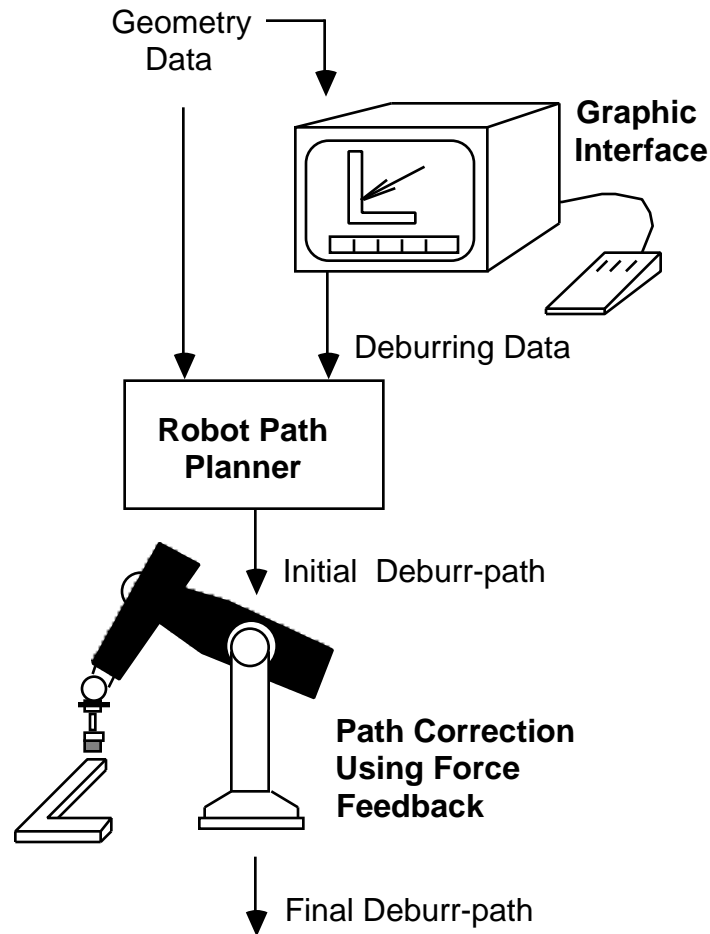 Geometry
Data
Graphic
Interface
Deburring Data
Robot Path
Planner
Initial Deburr-path
Path Correction
Using Force
Feedback
Final Deburr-path